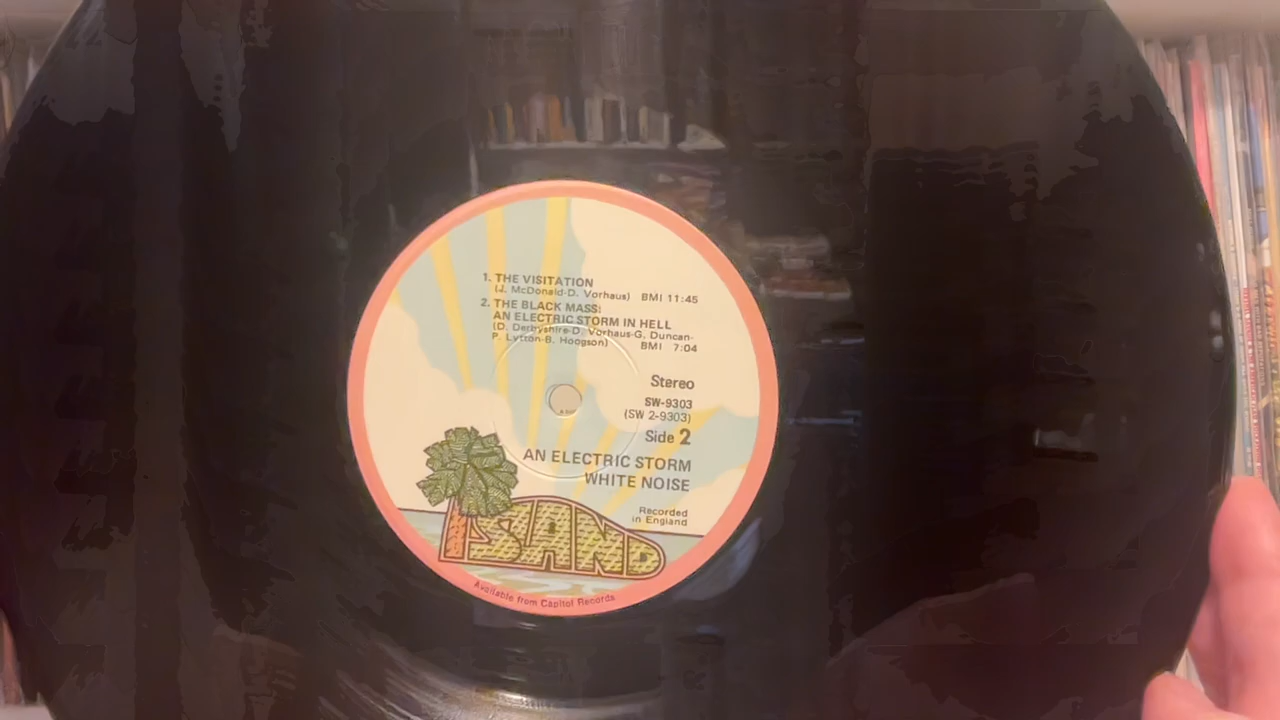 1. THE VISITATION
(J. McDonald-D. Vorhaus) BMI 11:45
2. THE BLACK MASS:
AN ELECTRIC STORM IN HELL
(D. Derbyshire-D. Vorhaus-G. Duncan-
P. Lytton-B. Hoogson) BMI 7:04
Stereo
SW-9303
(SW 2-9303)
Side 2
AN ELECTRIC STORM
WHITE NOISE
Recorded
in England
ISLAND
Available from Capitol Records